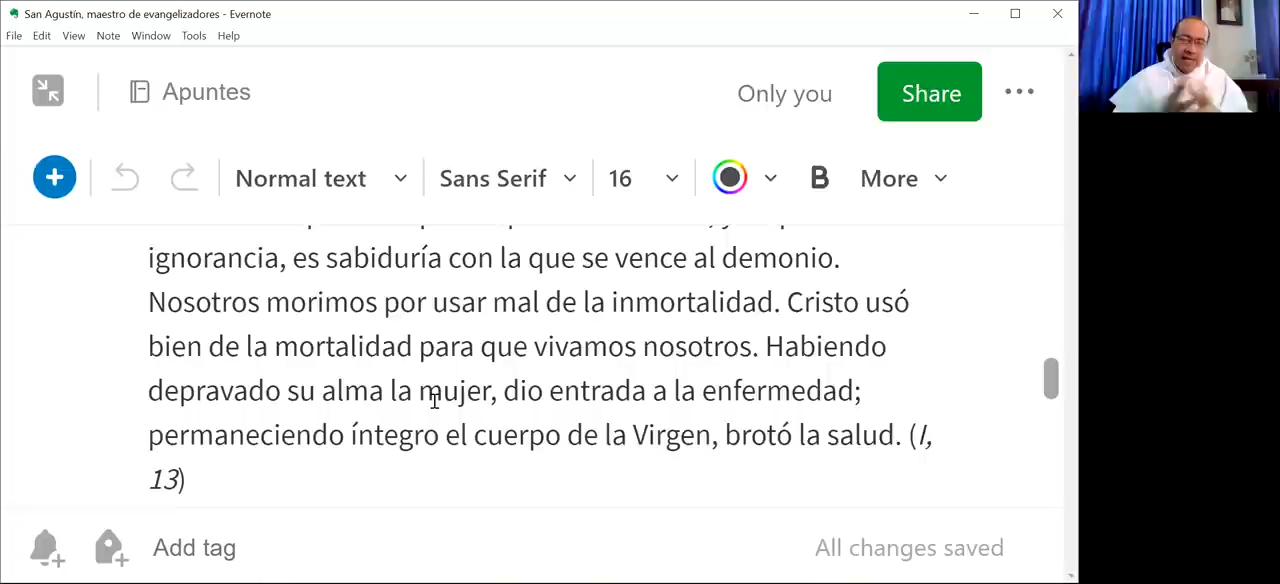 San Agustín, maestro de evangelizadores - Evernote
File Edit View Note Window Tools Help
Apuntes
Only you
Share
Normal text
Sans Serif
16
B
More
ignorancia, es sabiduría con la que se vence al demonio.
Nosotros morimos por usar mal de la inmortalidad. Cristo usó
bien de la mortalidad para que vivamos nosotros. Habiendo
depravado su alma la mujer, dio entrada a la enfermedad;
permaneciendo íntegro el cuerpo de la Virgen, brotó la salud. (I,
13)
Add tag
All changes saved